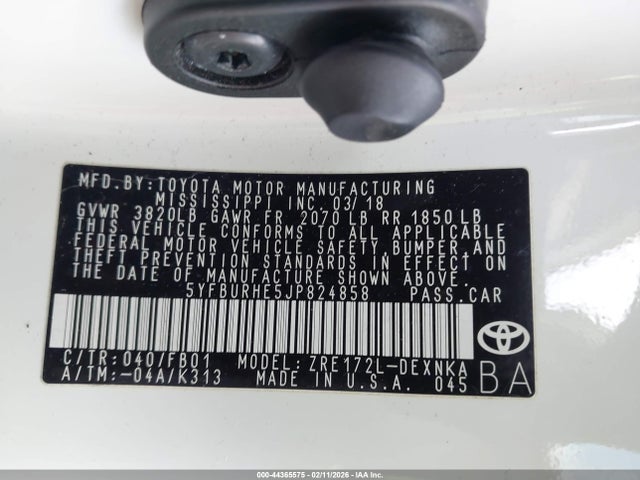 MFD.BY:TOYOTA MOTOR MANUFACTURING
MISSISSIPPI INC. 03/18
GVWR 3820LB GAWR FR 2070 LB RR 1850 LB
THIS VEHICLE CONFORMS TO ALL APPLICABLE
FEDERAL MOTOR VEHICLE SAFETY BUMPER AND
THEFT PREVENTION STANDARDS IN EFFECT ON
THE DATE OF MANUFACTURE SHOWN ABOVE.
5YFBURHE5JP824858 PASS.CAR
C/TR:040/FB01 MODEL:ZRE172L-DEXNKA
A/TM:-04A/K313 MADE IN U.S.A. 045
BA
000-44365575 - 02/11/2026 - IAA Inc.